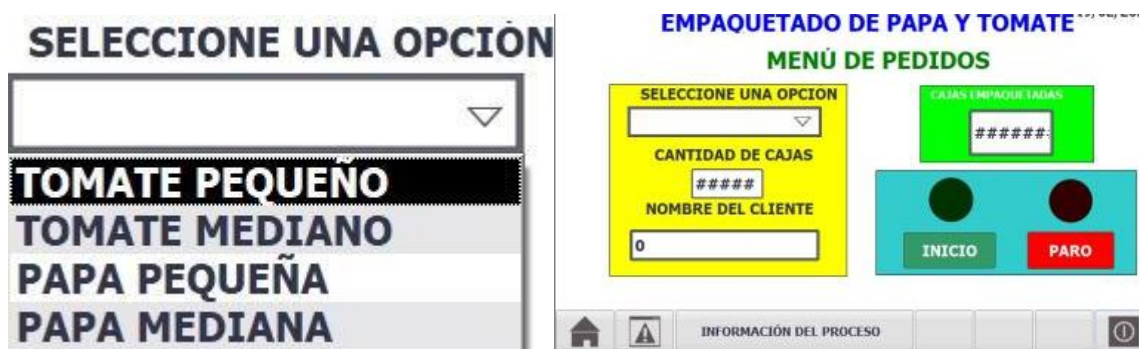 SELECCIONE UNA OPCIÓN
TOMATE PEQUEÑO
TOMATE MEDIANO
PAPA PEQUEÑA
PAPA MEDIANA
EMPAQUETADO DE PAPA Y TOMATE
MENÚ DE PEDIDOS
SELECCIONE UNA OPCION
CANTIDAD DE CAJAS
#####
NOMBRE DEL CLIENTE
0
CAJAS EMPAQUETADAS
######
INICIO PARO
INFORMACIÓN DEL PROCESO